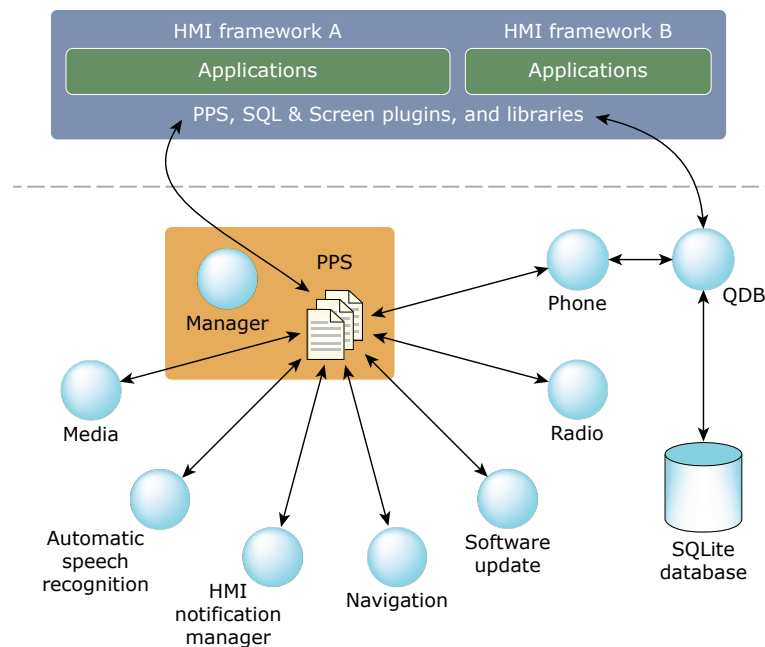 HMI framework A
HMI framework B
Applications
Applications
PPS, SQL & Screen plugins, and libraries
PPS
Manager
Phone
QDB
Media
Radio
Automatic
speech
recognition
HMI
notification
manager
Navigation
Software
update
SQLite
database